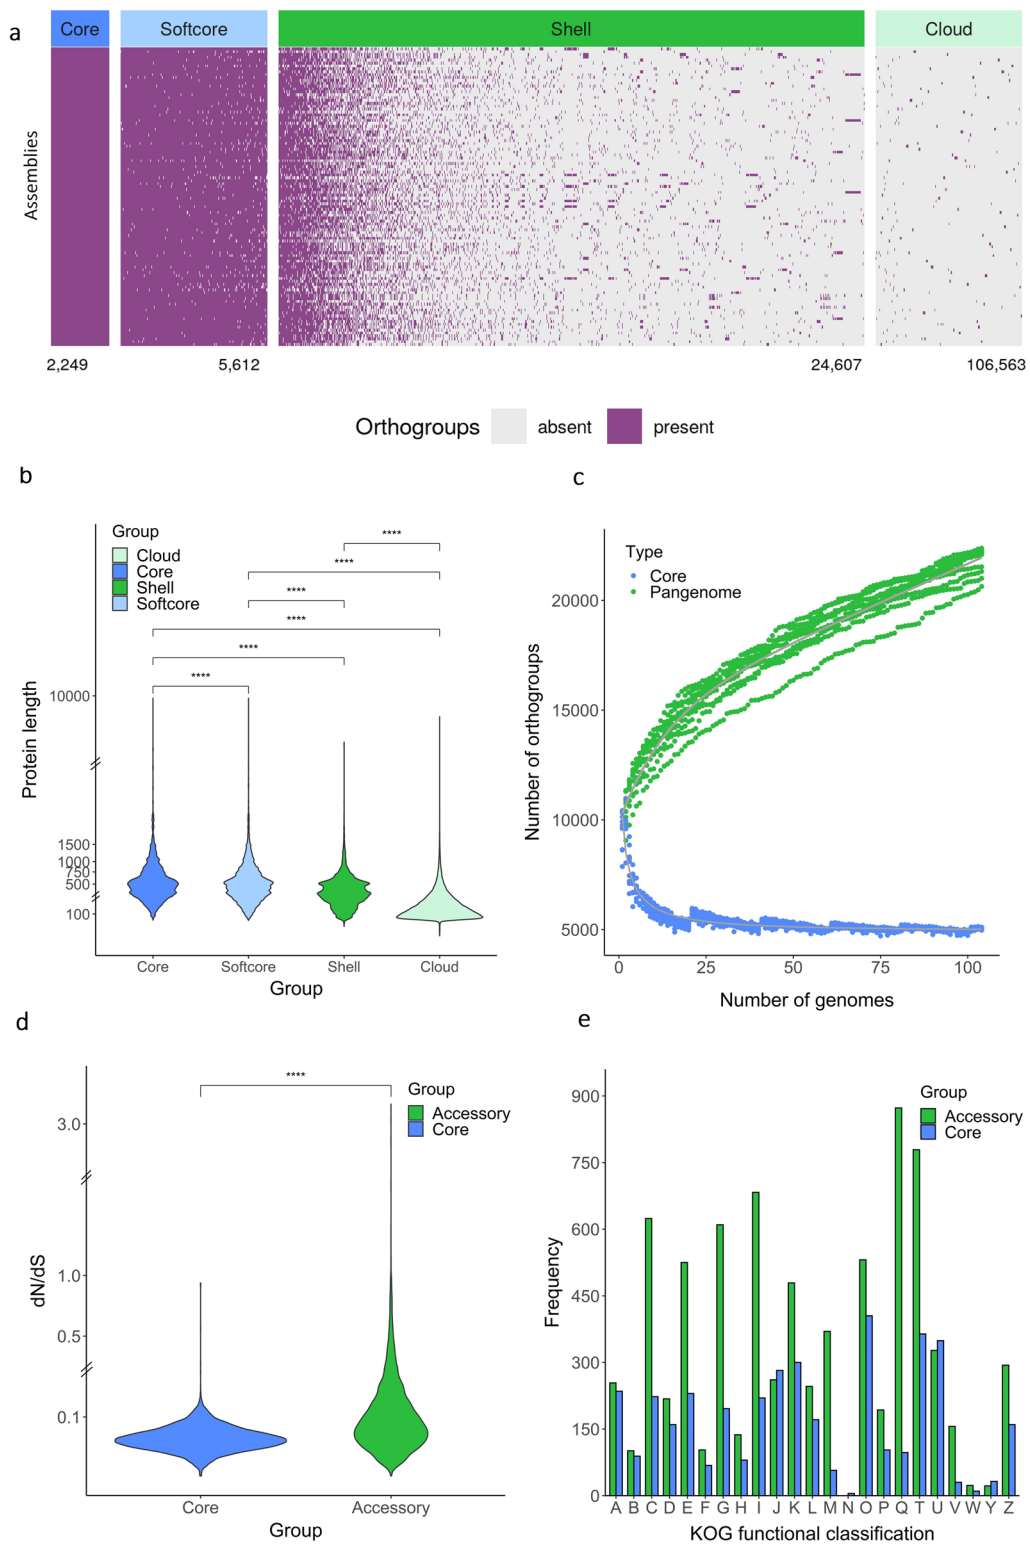 a
Core Softcore Shell Cloud
Assemblies
2,249 5,612 24,607 106,563
Orthogroups absent present
b
Group
Cloud
Core
Shell
Softcore
****
****
****
****
****
****
Protein length
10000
1500
1000
750
500
100
Core Softcore Shell Cloud
Group
c
Type
Core
Pangenome
Number of orthogroups
20000
15000
10000
5000
0 25 50 75 100
Number of genomes
d
****
Group
Accessory
Core
dN/dS
3.0
1.0
0.5
0.1
Core Accessory
Group
e
Group
Accessory
Core
Frequency
900
750
600
450
300
150
0
A B C D E F G H I J K L M N O P Q T U V W Y Z
KOG functional classification